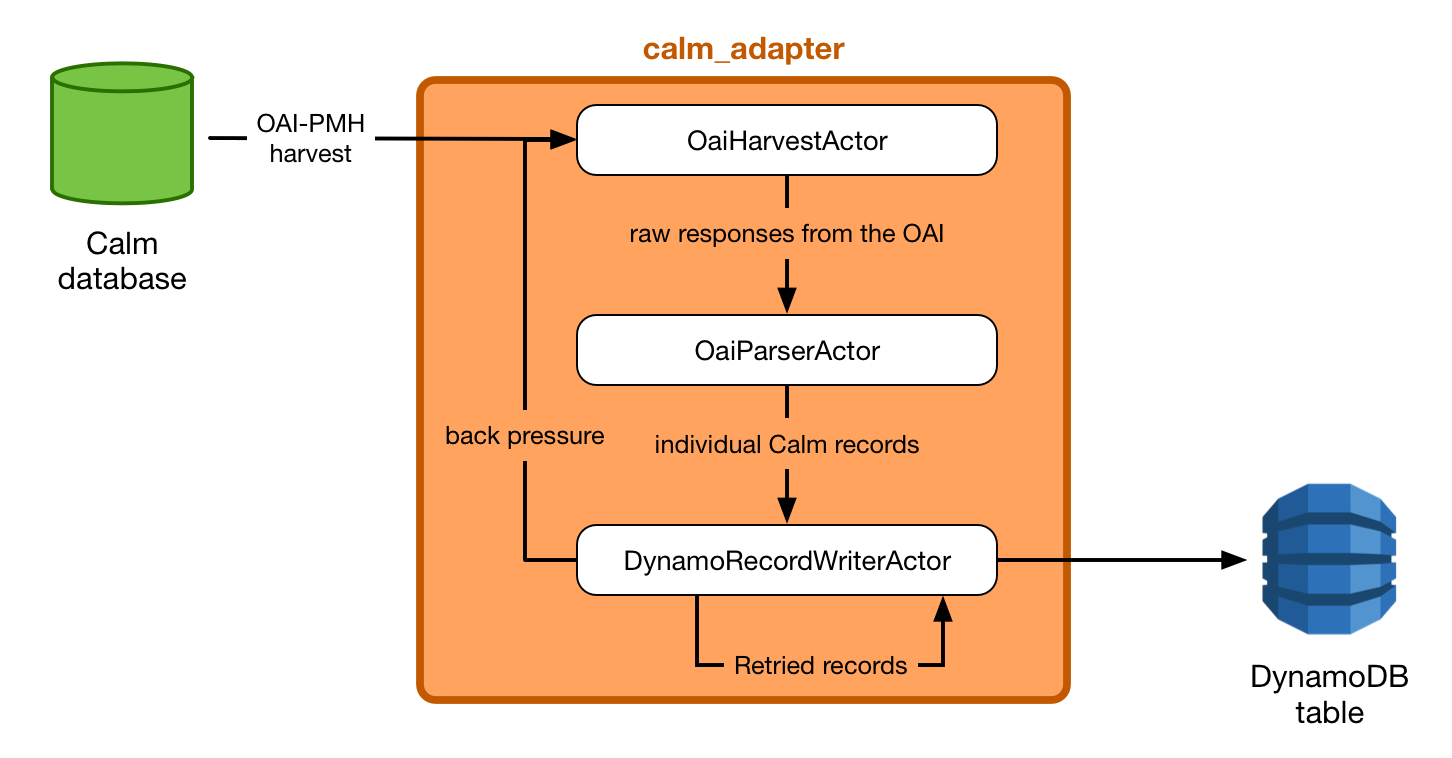 calm_adapter
OAI-PMH
harvest
OaiHarvestActor
Calm
database
raw responses from the OAI
OaiParserActor
back pressure
individual Calm records
DynamoRecordWriterActor
Retried records
DynamoDB
table